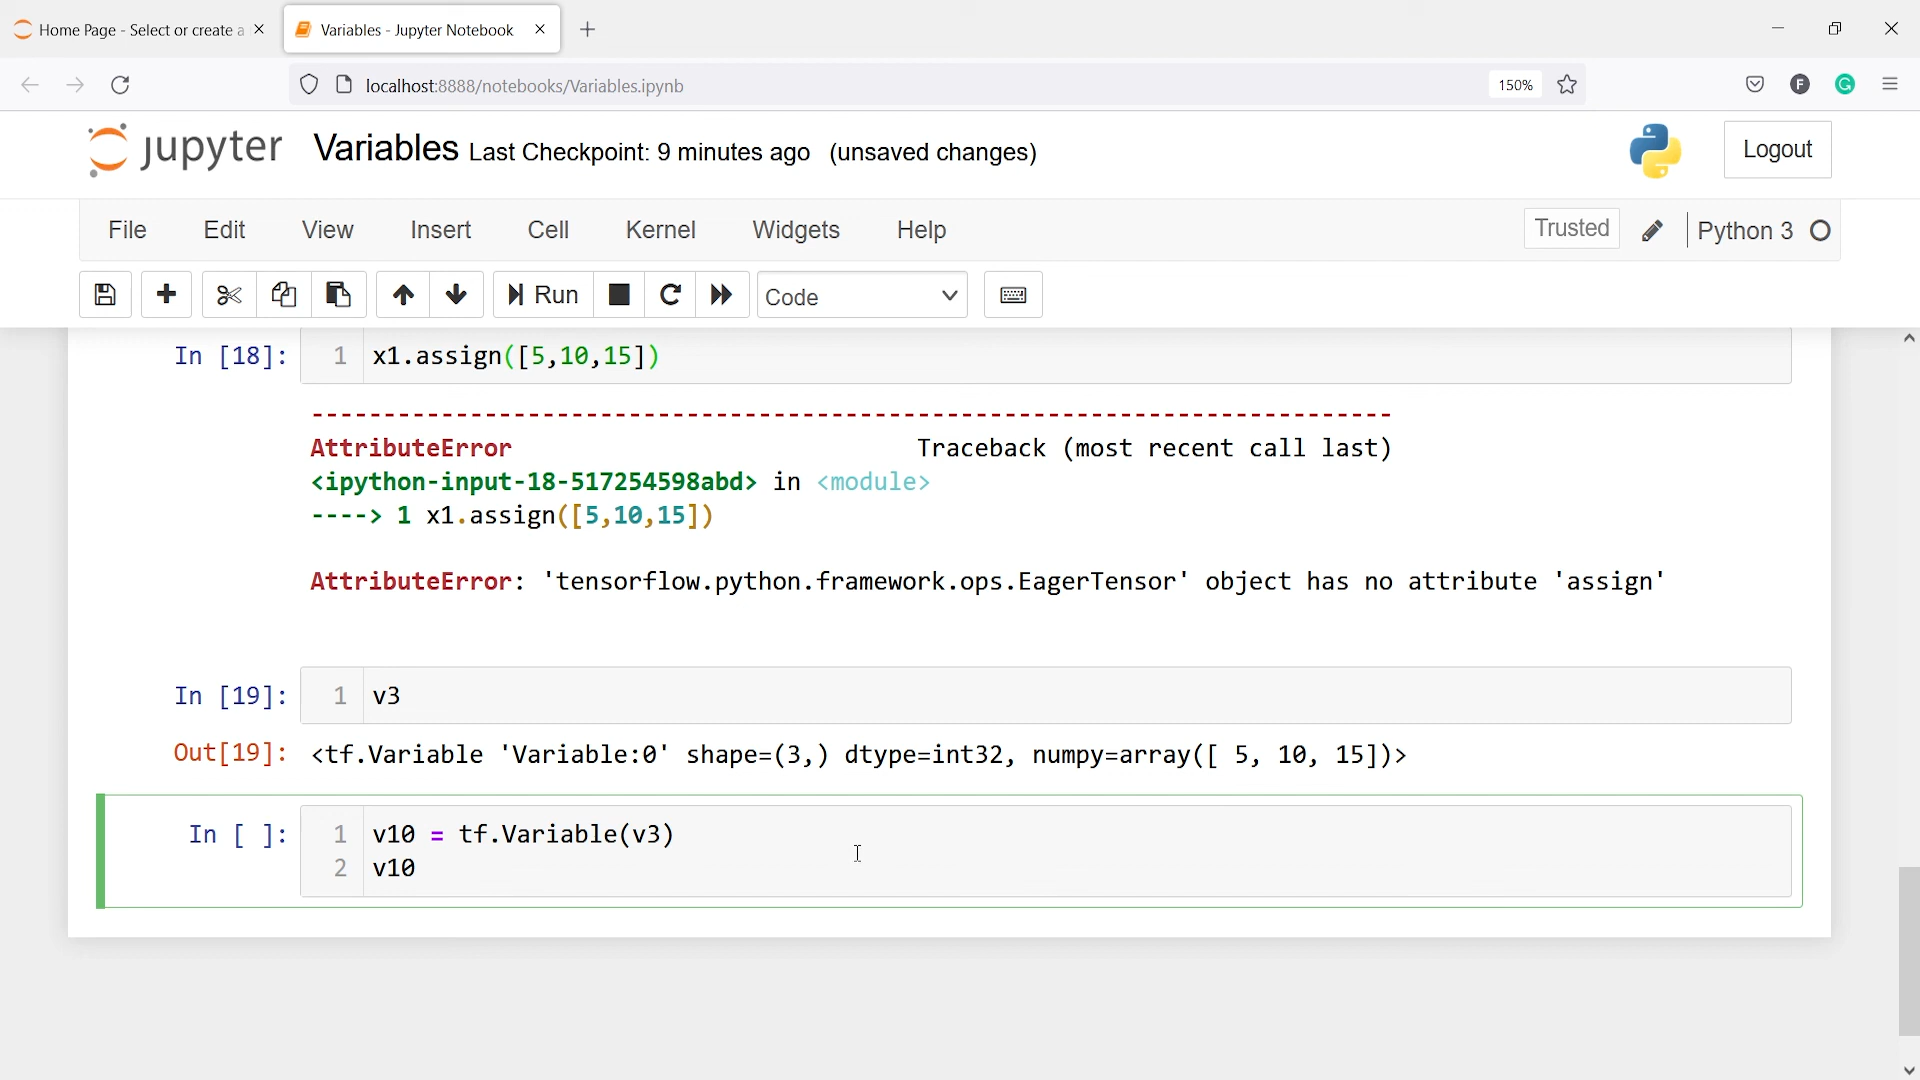 Home Page - Select or create a
Variables - Jupyter Notebook
localhost:8888/notebooks/Variables.ipynb
150%
F
G
jupyter Variables Last Checkpoint: 9 minutes ago (unsaved changes)
Logout
File Edit View Insert Cell Kernel Widgets Help Trusted Python 3
Run Code
In [18]: 1 x1.assign([5,10,15])
---------------------------------------------------------------------------
AttributeError Traceback (most recent call last)
<ipython-input-18-517254598abd> in <module>
----> 1 x1.assign([5,10,15])
AttributeError: 'tensorflow.python.framework.ops.EagerTensor' object has no attribute 'assign'
In [19]: 1 v3
Out[19]: <tf.Variable 'Variable:0' shape=(3,) dtype=int32, numpy=array([ 5, 10, 15])>
In [ ]: 1 v10 = tf.Variable(v3)
2 v10